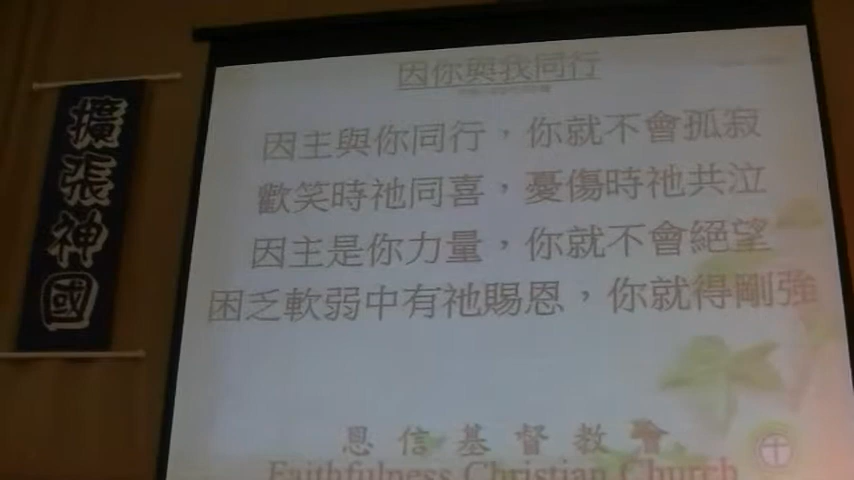 擴張神國
因你與我同行
因主與你同行，你就不會孤寂
歡笑時祂同喜，憂傷時祂共泣
因主是你力量，你就不會絕望
困乏軟弱中有祂賜恩，你就得剛強
恩信基督教會
Faithfulness Christian Church